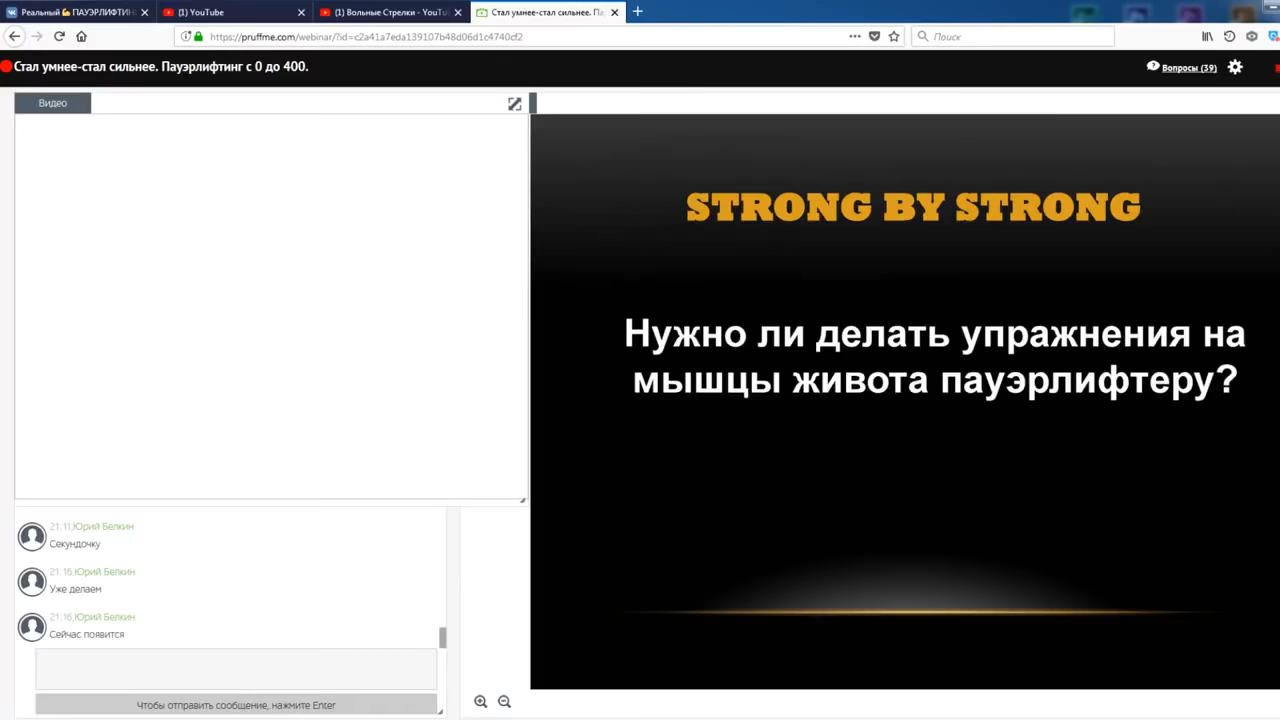 Реальный 💪 ПАУЭРЛИФТИН
(1) YouTube
(1) Вольные Стрелки - YouTu
Стал умнее-стал сильнее. Па
https://pruffme.com/webinar/?id=c2a41a7eda139107b48d06d1c4740cf2
Поиск
Стал умнее-стал сильнее. Пауэрлифтинг с 0 до 400.
Вопросы (39)
Видео
STRONG BY STRONG
Нужно ли делать упражнения на
мышцы живота пауэрлифтеру?
21:11,Юрий Белкин
Секундочку
21:16,Юрий Белкин
Уже делаем
21:16,Юрий Белкин
Сейчас появится
Чтобы отправить сообщение, нажмите Enter